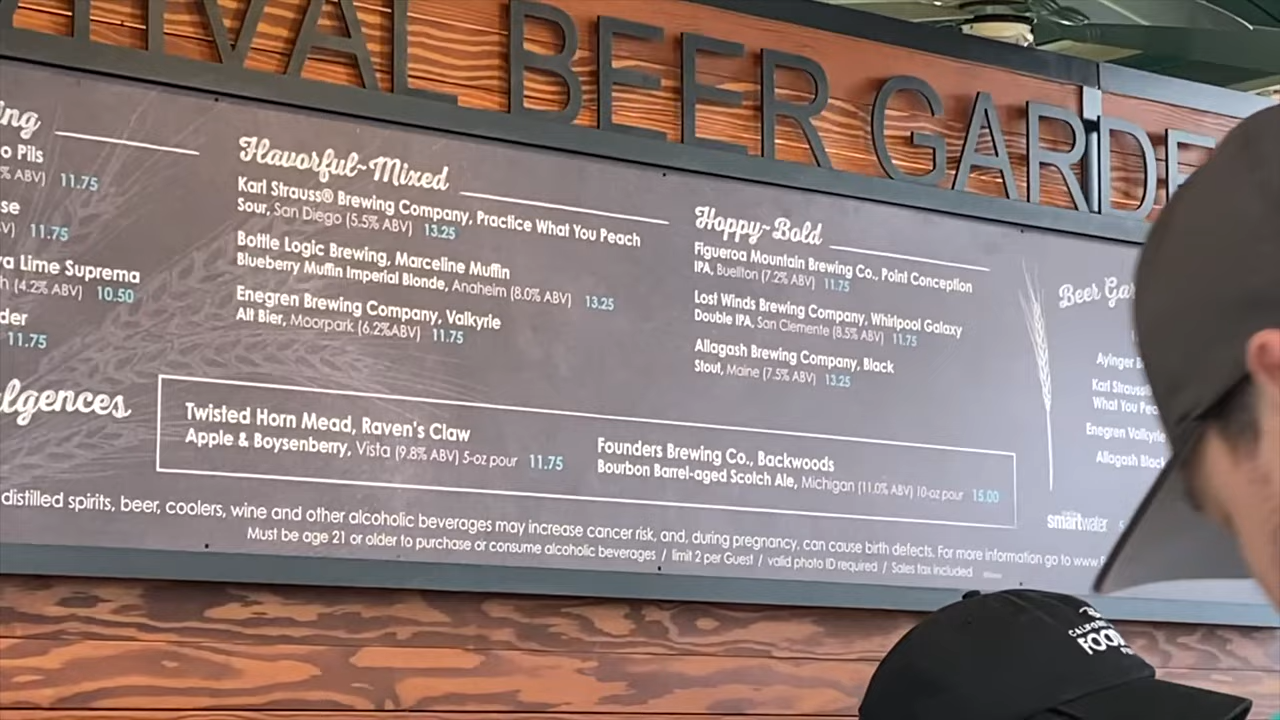 BEER GARDE
Pils
11.75
11.75
Lime Suprema
(4.2% ABV) 10.50
11.75
Flavorful~Mixed
Karl Strauss® Brewing Company, Practice What You Peach
Sour, San Diego (5.5% ABV) 13.25
Bottle Logic Brewing, Marceline Muffin
Blueberry Muffin Imperial Blonde, Anaheim (8.0% ABV) 13.25
Enegren Brewing Company, Valkyrie
Alt Bier, Moorpark (6.2%ABV) 11.75
Hoppy~Bold
Figueroa Mountain Brewing Co., Point Conception
IPA, Buellton (7.2% ABV) 11.75
Lost Winds Brewing Company, Whirlpool Galaxy
Double IPA, San Clemente (8.5% ABV) 11.75
Allagash Brewing Company, Black
Stout, Maine (7.5% ABV) 13.25
Beer Gar
Ayinger B
Karl Strauss®
What You Peac
Enegren Valkyrie
Allagash Black
smartwater
lgences
Twisted Horn Mead, Raven's Claw
Apple & Boysenberry, Vista (9.8% ABV) 5-oz pour 11.75
Founders Brewing Co., Backwoods
Bourbon Barrel-aged Scotch Ale, Michigan (11.0% ABV) 10-oz pour 15.00
distilled spirits, beer, coolers, wine and other alcoholic beverages may increase cancer risk, and, during pregnancy, can cause birth defects. For more information go to www.
Must be age 21 or older to purchase or consume alcoholic beverages / limit 2 per Guest / valid photo ID required / Sales tax included
FOO